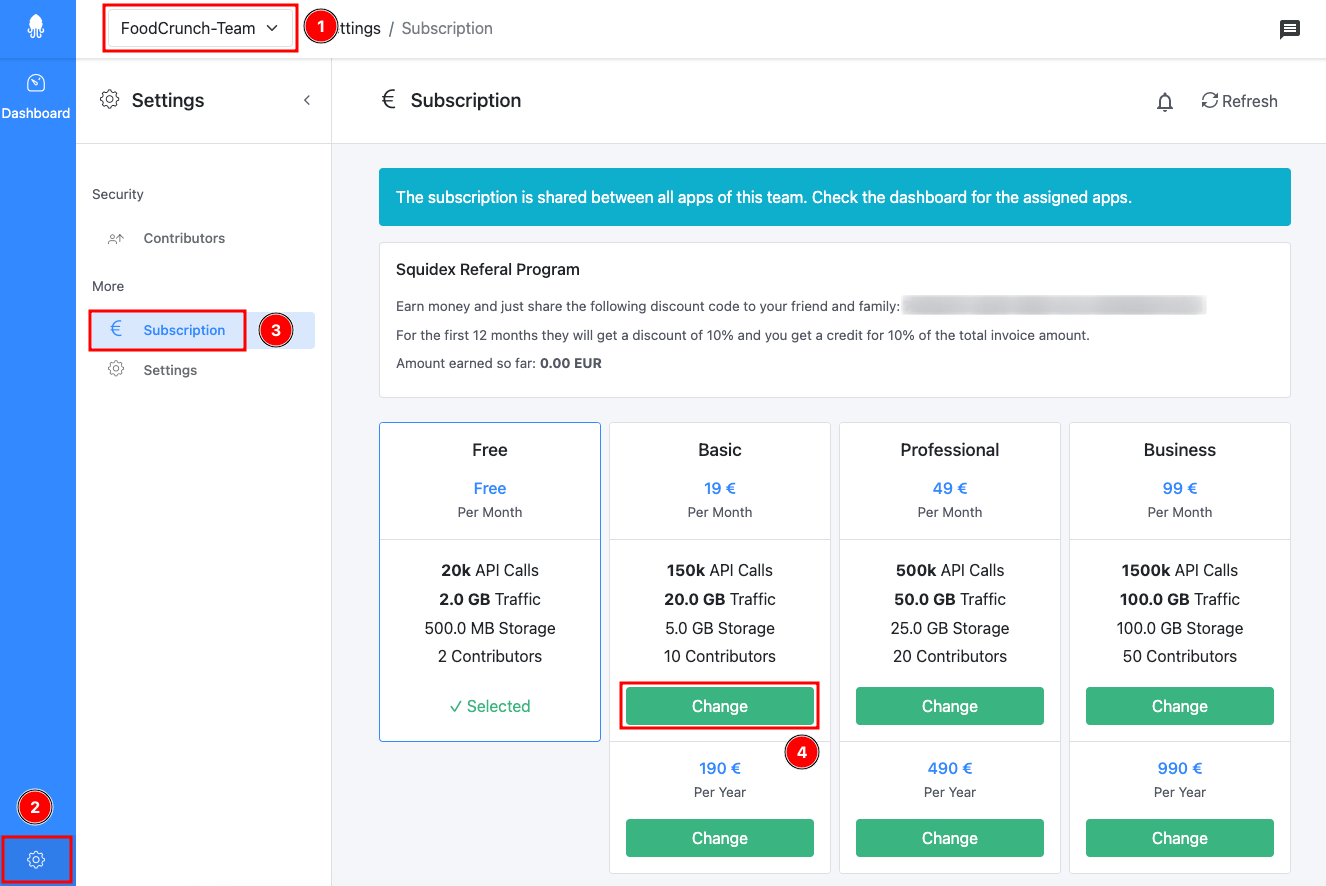 FoodCrunch-Team
1
ttings / Subscription
Dashboard
Settings
Subscription
Refresh
Security
Contributors
More
Subscription
3
Settings
The subscription is shared between all apps of this team. Check the dashboard for the assigned apps.
Squidex Referal Program
Earn money and just share the following discount code to your friend and family:
For the first 12 months they will get a discount of 10% and you get a credit for 10% of the total invoice amount.
Amount earned so far: 0.00 EUR
Free
Free
Per Month
20k API Calls
2.0 GB Traffic
500.0 MB Storage
2 Contributors
Selected
Basic
19 €
Per Month
150k API Calls
20.0 GB Traffic
5.0 GB Storage
10 Contributors
Change
4
190 €
Per Year
Change
Professional
49 €
Per Month
500k API Calls
50.0 GB Traffic
25.0 GB Storage
20 Contributors
Change
490 €
Per Year
Change
Business
99 €
Per Month
1500k API Calls
100.0 GB Traffic
100.0 GB Storage
50 Contributors
Change
990 €
Per Year
Change
2